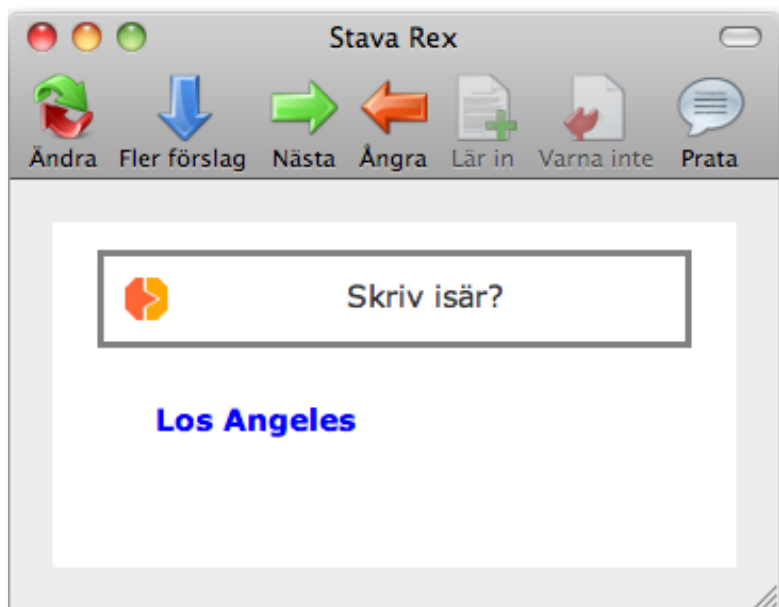 Stava Rex
Ändra Fler förslag Nästa Ångra Lär in Varna inte Prata
Skriv isär?
Los Angeles